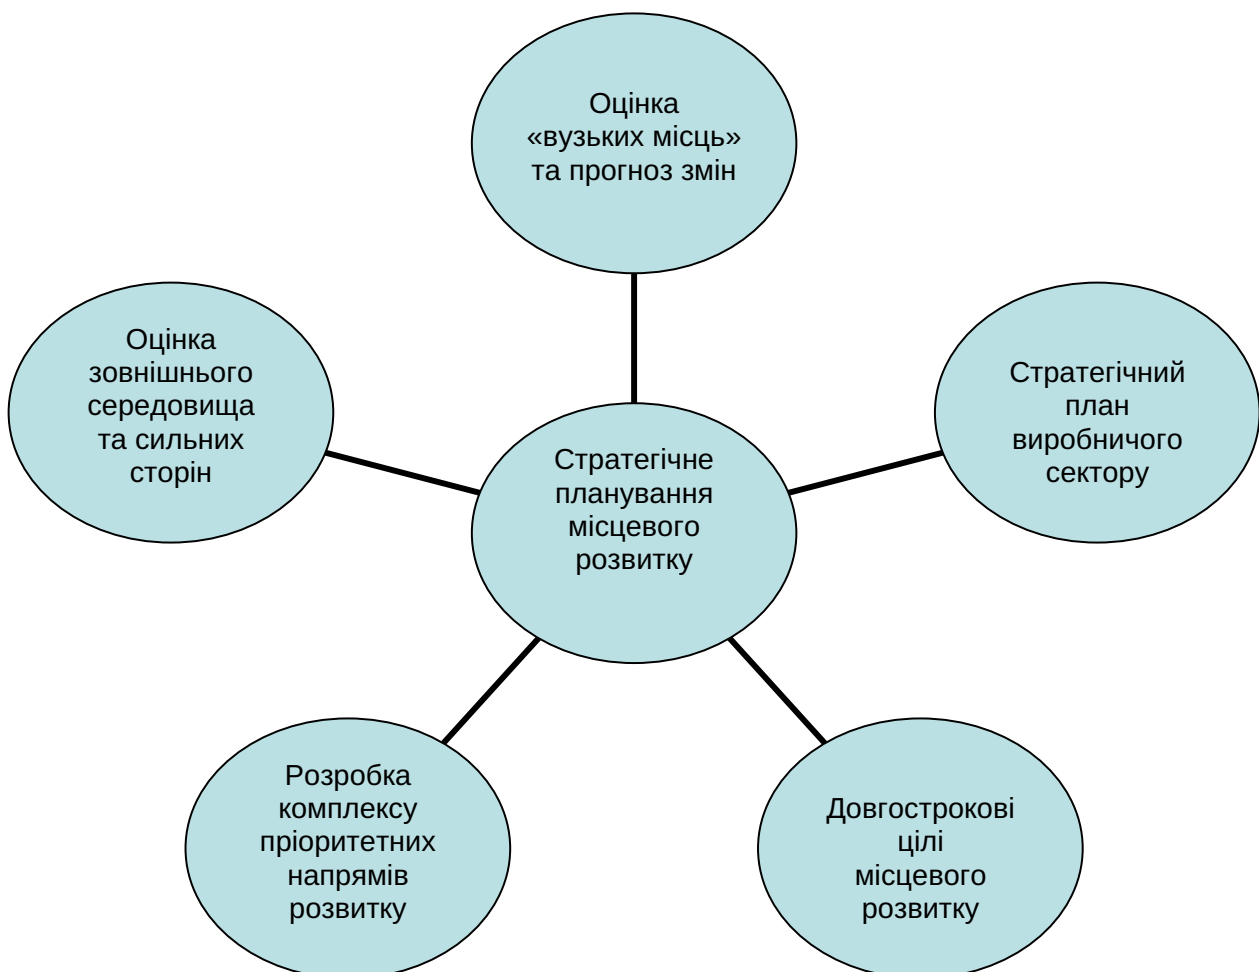 Оцінка
«вузьких місць»
та прогноз змін
Оцінка
зовнішнього
середовища
та сильних
сторін
Стратегічний
план
виробничого
сектору
Стратегічне
планування
місцевого
розвитку
Розробка
комплексу
пріоритетних
напрямів
розвитку
Довгострокові
цілі
місцевого
розвитку